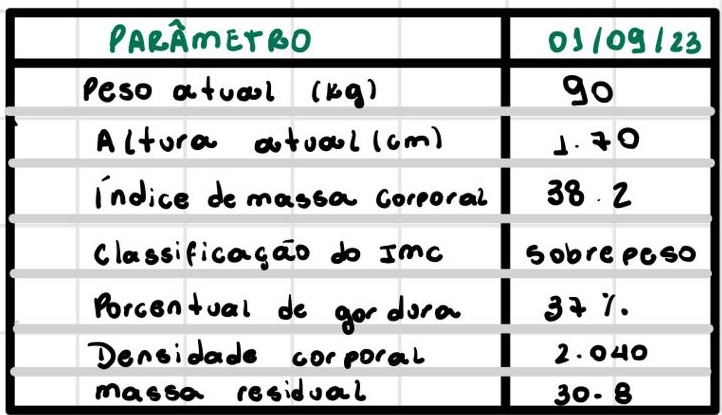 PARÂMETRO 01/09/23
Peso atual (kg) 90
Altura atual (cm) 1.70
índice de massa corporal 38.2
Classificação do IMC Sobrepeso
Porcentual de gordura 37 %.
Densidade corporal 2.040
massa residual 30.8